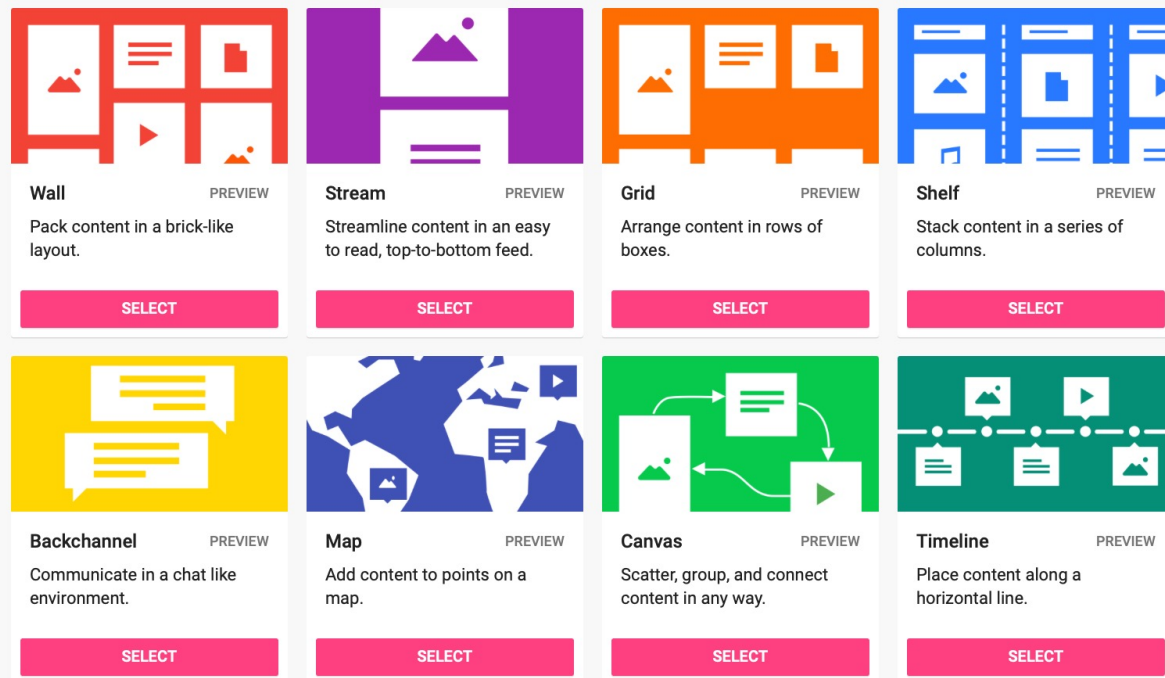 Wall PREVIEW
Pack content in a brick-like
layout.
SELECT
Stream PREVIEW
Streamline content in an easy
to read, top-to-bottom feed.
SELECT
Grid PREVIEW
Arrange content in rows of
boxes.
SELECT
Shelf PREVIEW
Stack content in a series of
columns.
SELECT
Backchannel PREVIEW
Communicate in a chat like
environment.
SELECT
Map PREVIEW
Add content to points on a
map.
SELECT
Canvas PREVIEW
Scatter, group, and connect
content in any way.
SELECT
Timeline PREVIEW
Place content along a
horizontal line.
SELECT